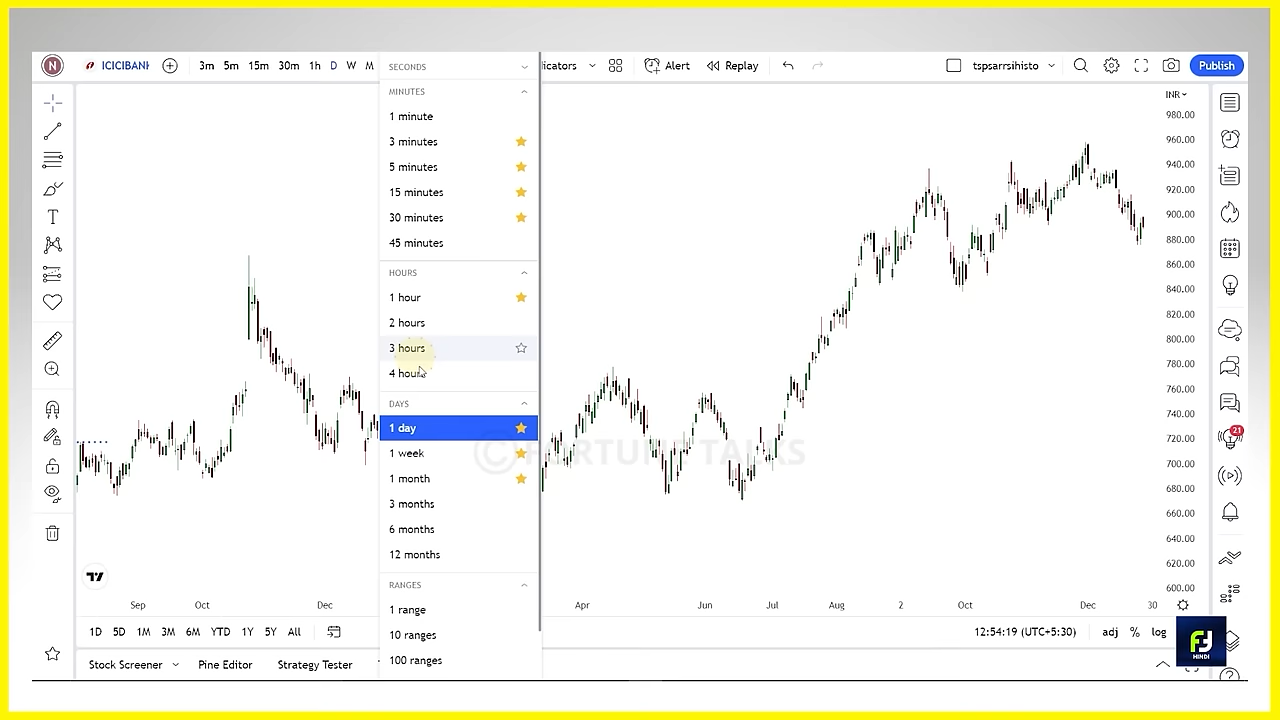 N ICICIBANK 3m 5m 15m 30m 1h D W M icators Alert Replay tspsarrsihisto Publish
SECONDS
MINUTES
1 minute
3 minutes
5 minutes
15 minutes
30 minutes
45 minutes
HOURS
1 hour
2 hours
3 hours
4 hours
DAYS
1 day
1 week
1 month
3 months
6 months
12 months
RANGES
1 range
10 ranges
100 ranges
INR
980.00
960.00
940.00
920.00
900.00
880.00
860.00
840.00
820.00
800.00
780.00
760.00
740.00
720.00
700.00
680.00
660.00
640.00
620.00
600.00
21
© FORTUNE TALKS
Sep Oct Dec Apr Jun Jul Aug 2 Oct Dec 30
1D 5D 1M 3M 6M YTD 1Y 5Y All 12:54:19 (UTC+5:30) adj % log
Stock Screener Pine Editor Strategy Tester
HINDI